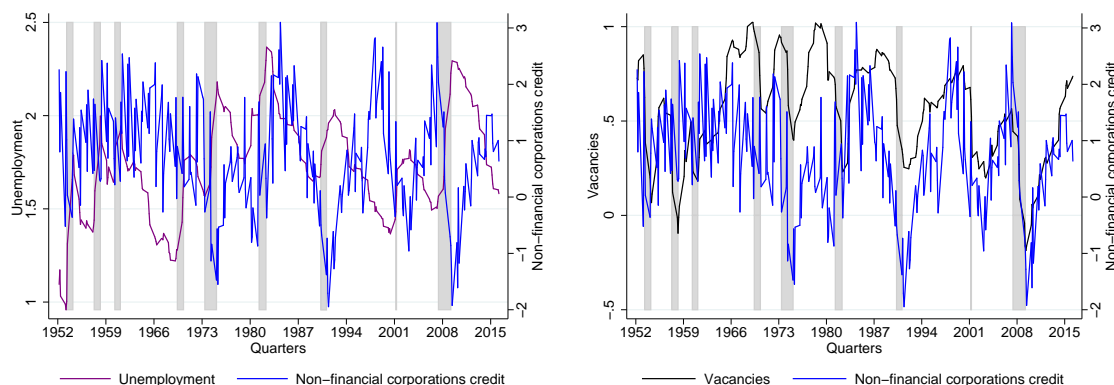 Unemployment
1 1.5 2 2.5
Non−financial corporations credit
−2 −1 0 1 2 3
1952 1959 1966 1973 1980 1987 1994 2001 2009 2016
Quarters
Unemployment Non−financial corporations credit
Vacancies
−.5 0 .5 1
Non−financial corporations credit
−2 −1 0 1 2 3
1952 1959 1966 1973 1980 1987 1994 2001 2008 2015
Quarters
Vacancies Non−financial corporations credit